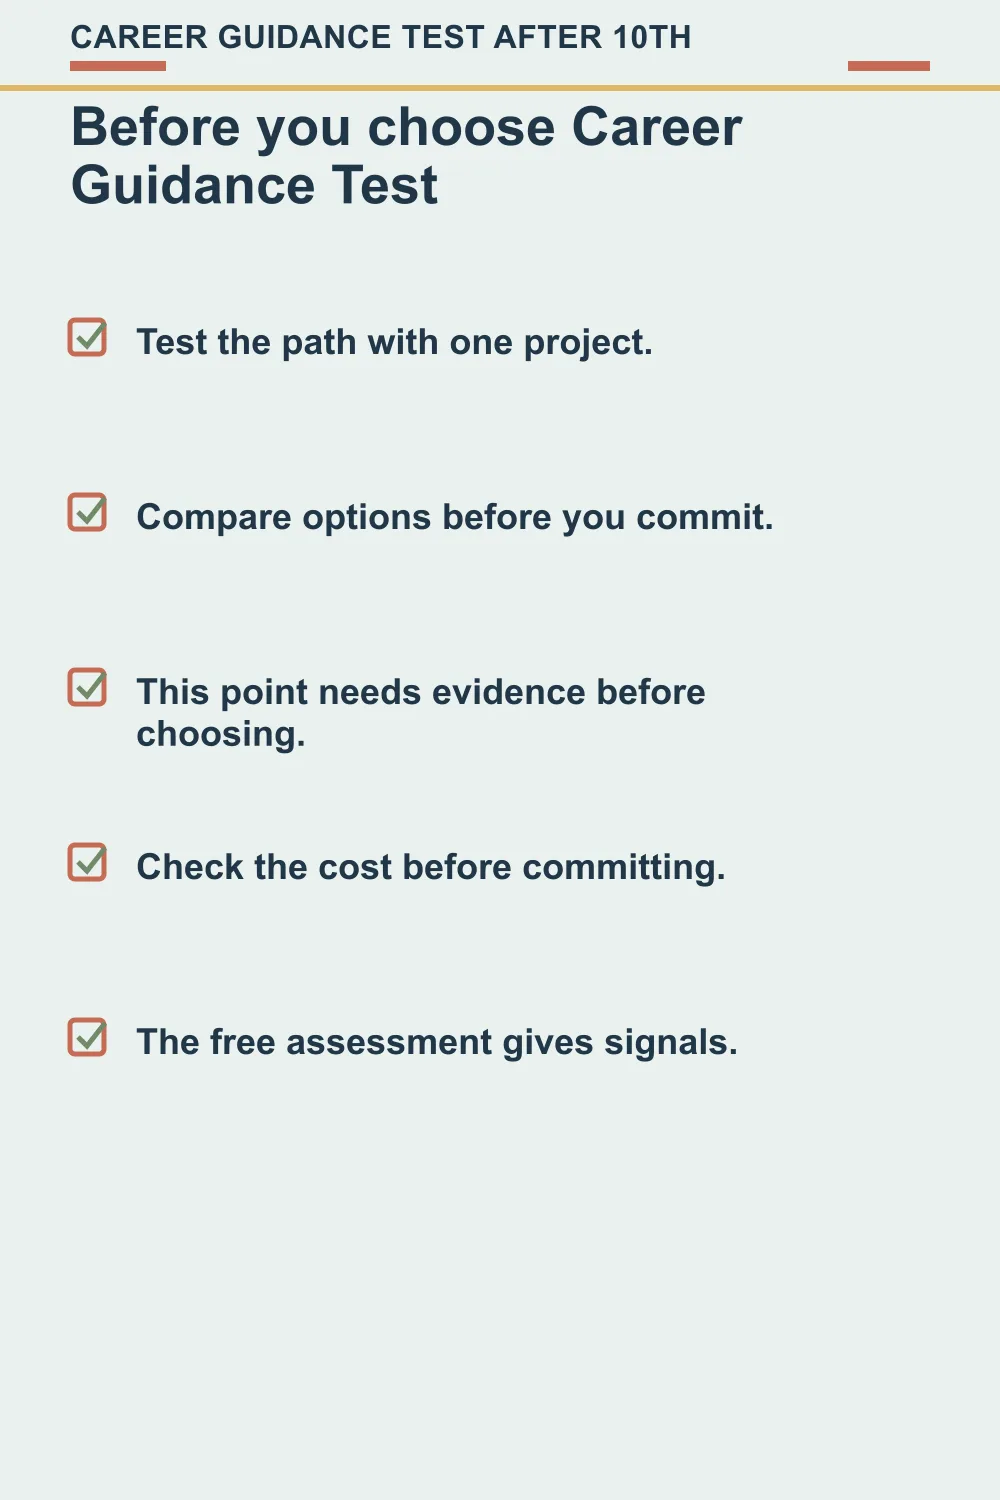 CAREER GUIDANCE TEST AFTER 10TH
Before you choose Career
Guidance Test
Test the path with one project.
Compare options before you commit.
This point needs evidence before
choosing.
Check the cost before committing.
The free assessment gives signals.